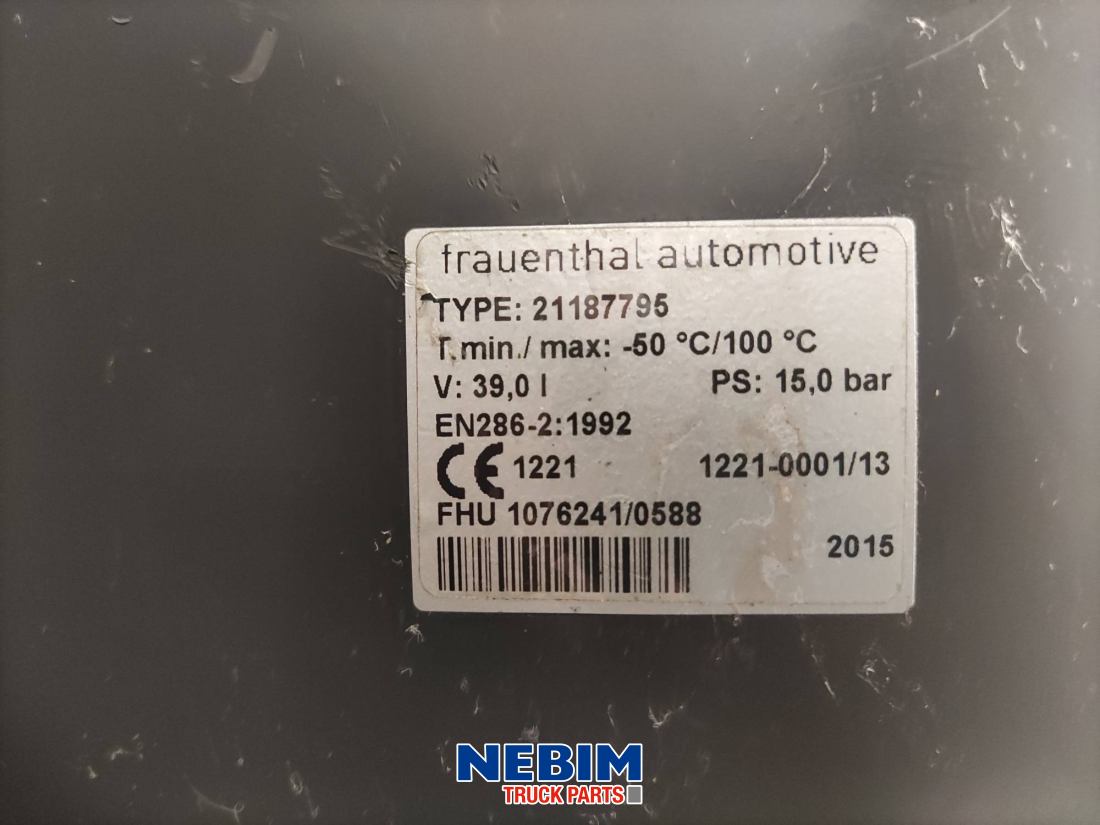 frauenthal automotive
TYPE: 21187795
T.min./ max: -50 °C/100 °C
V: 39,0 l PS: 15,0 bar
EN286-2:1992
CE 1221 1221-0001/13
FHU 1076241/0588
2015
NEBIM
TRUCK PARTS